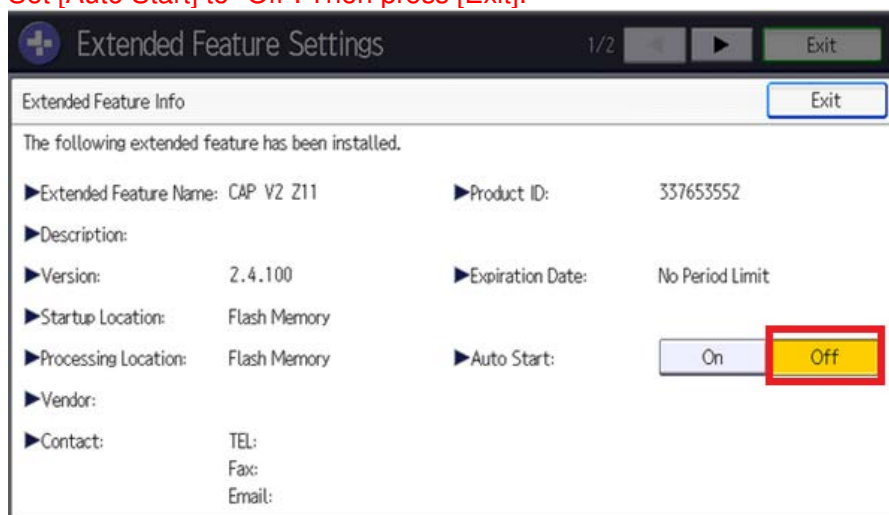 Set [Auto Start] to "Off". Then press [Exit].
Extended Feature Settings 1/2 Exit
Extended Feature Info Exit
The following extended feature has been installed.
►Extended Feature Name: CAP V2 Z11 ►Product ID: 337653552
►Description:
►Version: 2.4.100 ►Expiration Date: No Period Limit
►Startup Location: Flash Memory
►Processing Location: Flash Memory ►Auto Start: On Off
►Vendor:
►Contact: TEL:
Fax:
Email: